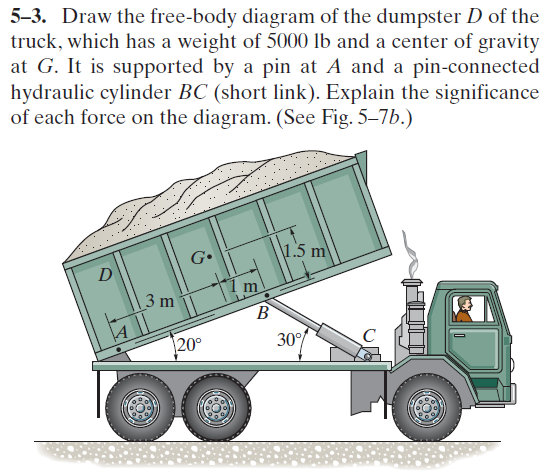 5–3. Draw the free-body diagram of the dumpster D of the
truck, which has a weight of 5000 lb and a center of gravity
at G. It is supported by a pin at A and a pin-connected
hydraulic cylinder BC (short link). Explain the significance
of each force on the diagram. (See Fig. 5–7b.)
G
1.5 m
D
1 m
3 m
B
A
20°
30°
C